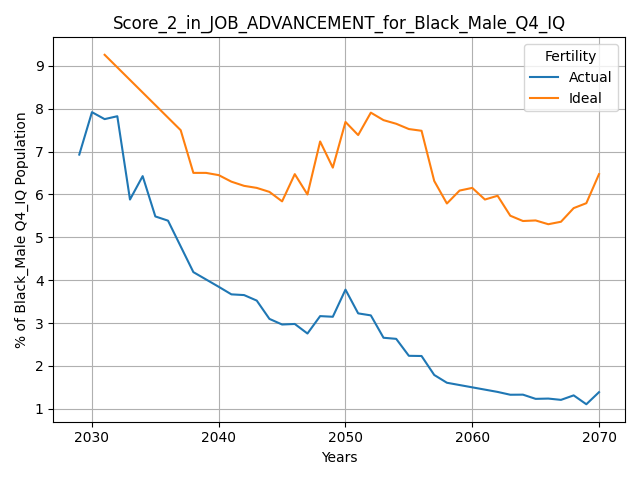 Score_2_in_JOB_ADVANCEMENT_for_Black_Male_Q4_IQ
Fertility
Actual
Ideal
% of Black_Male Q4_IQ Population
9
8
7
6
5
4
3
2
1
2030 2040 2050 2060 2070
Years